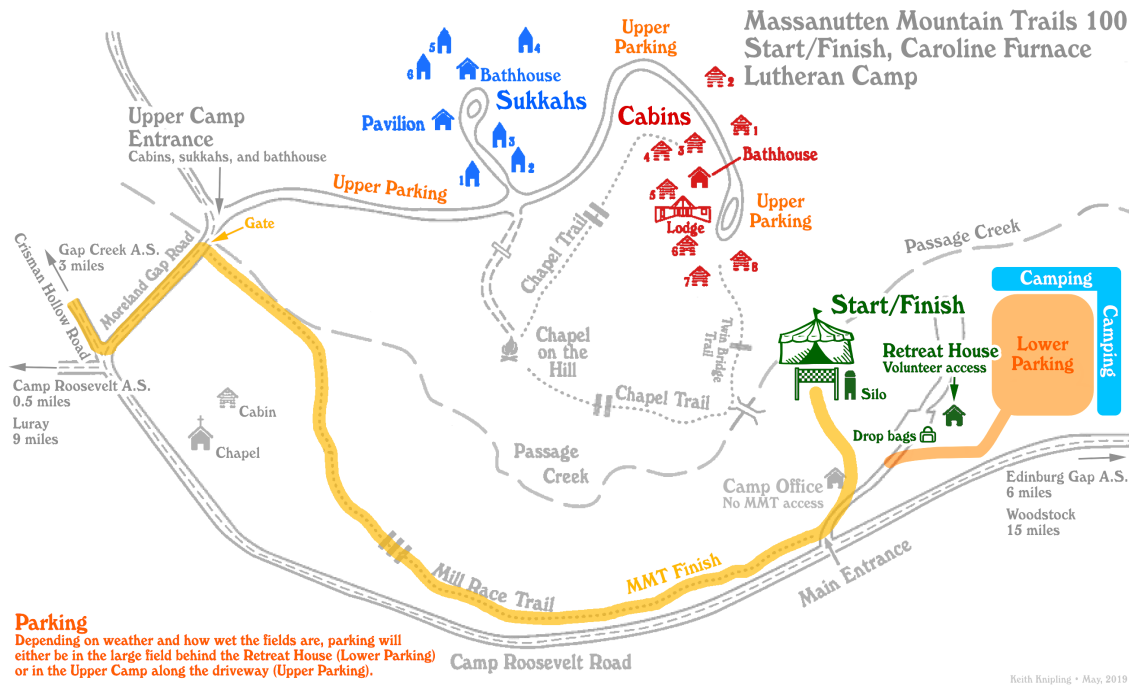 Massanutten Mountain Trails 100
Start/Finish, Caroline Furnace
Lutheran Camp
Upper
Parking
5
4
6
Bathhouse
Sukkahs
Pavilion
3
2
1
2
Cabins
1
3
4
Bathhouse
5
Lodge
6
7
8
Upper
Parking
Upper Camp
Entrance
Cabins, sukkahs, and bathhouse
Upper Parking
Gate
Gap Creek A.S.
3 miles
Crisman Hollow Road
Moreland Gap Road
Chapel Trail
Passage Creek
Camping
Camping
Lower
Parking
Start/Finish
Retreat House
Volunteer access
Silo
Drop bags
Twin Bridge
Trail
Chapel
on the
Hill
Chapel Trail
Camp Roosevelt A.S.
0.5 miles
Luray
9 miles
Cabin
Chapel
Passage
Creek
Camp Office
No MMT access
Edinburg Gap A.S.
6 miles
Woodstock
15 miles
Main Entrance
MMT Finish
Mill Race Trail
Camp Roosevelt Road
Parking
Depending on weather and how wet the fields are, parking will
either be in the large field behind the Retreat House (Lower Parking)
or in the Upper Camp along the driveway (Upper Parking).
Keith Knipling • May, 2019